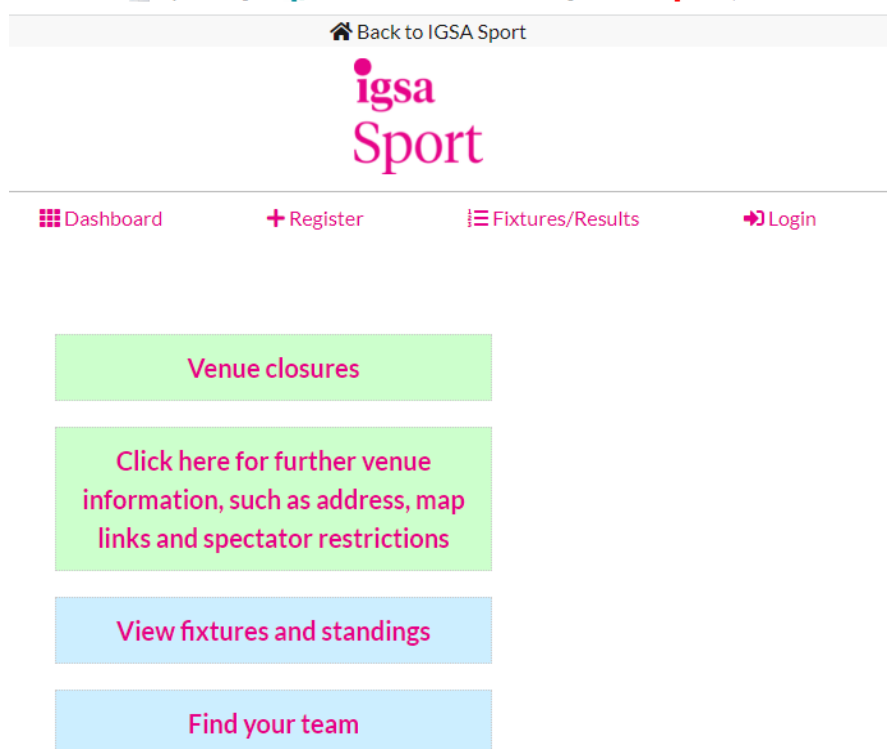 Back to IGSA Sport
igsa
Sport
Dashboard
Register
Fixtures/Results
Login
Venue closures
Click here for further venue
information, such as address, map
links and spectator restrictions
View fixtures and standings
Find your team